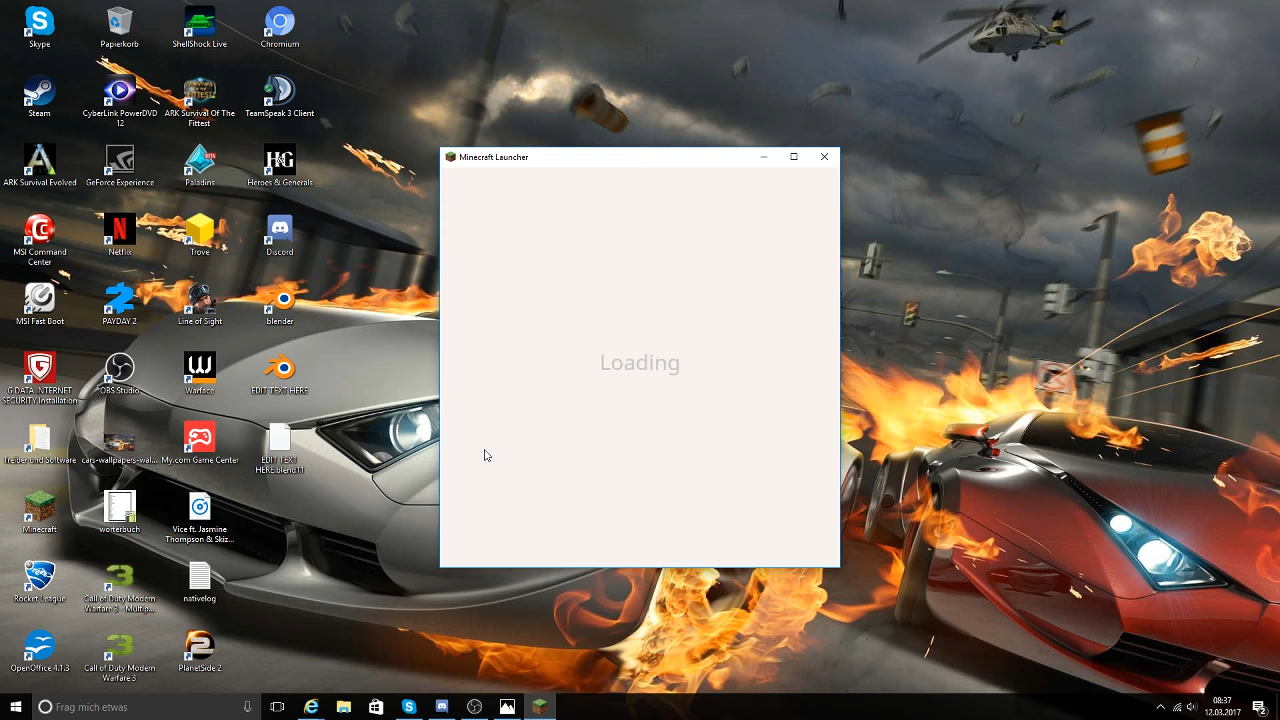 Skype
Papierkorb
ShellShock Live
Chromium
Steam
CyberLink PowerDVD
12
ARK Survival Of The
Fittest
TeamSpeak 3 Client
ARK Survival Evolved
GeForce Experience
Paladins
Heroes & Generals
MSI Command
Center
Netflix
Trove
Discord
MSI Fast Boot
PAYDAY 2
Line of Sight
blender
G DATA INTERNET
SECURITY Installation
OBS Studio
Warface
EDIT TEXT HERE
Treiber und Software
cars-wallpapers-wal...
My.com Game Center
EDIT TEXT
HERE.blend11
Minecraft
wörterbuch
Vice ft. Jasmine
Thompson & Skiz...
Rocket League
Call of Duty Modern
Warfare 3 - Multip...
nativelog
OpenOffice 4.1.3
Call of Duty Modern
Warfare 3
PlanetSide 2
Minecraft Launcher
Loading
Frag mich etwas
08:37
12.03.2017
2